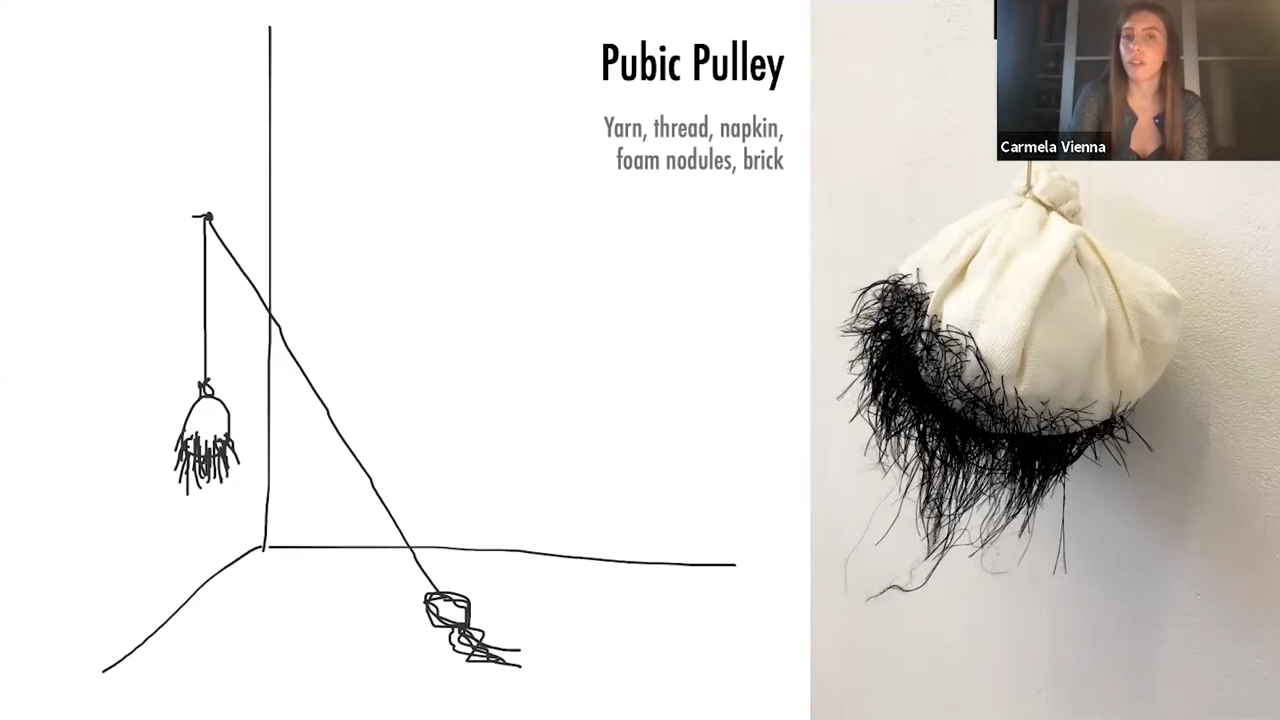 Pubic Pulley
Yarn, thread, napkin,
foam nodules, brick
Carmela Vienna